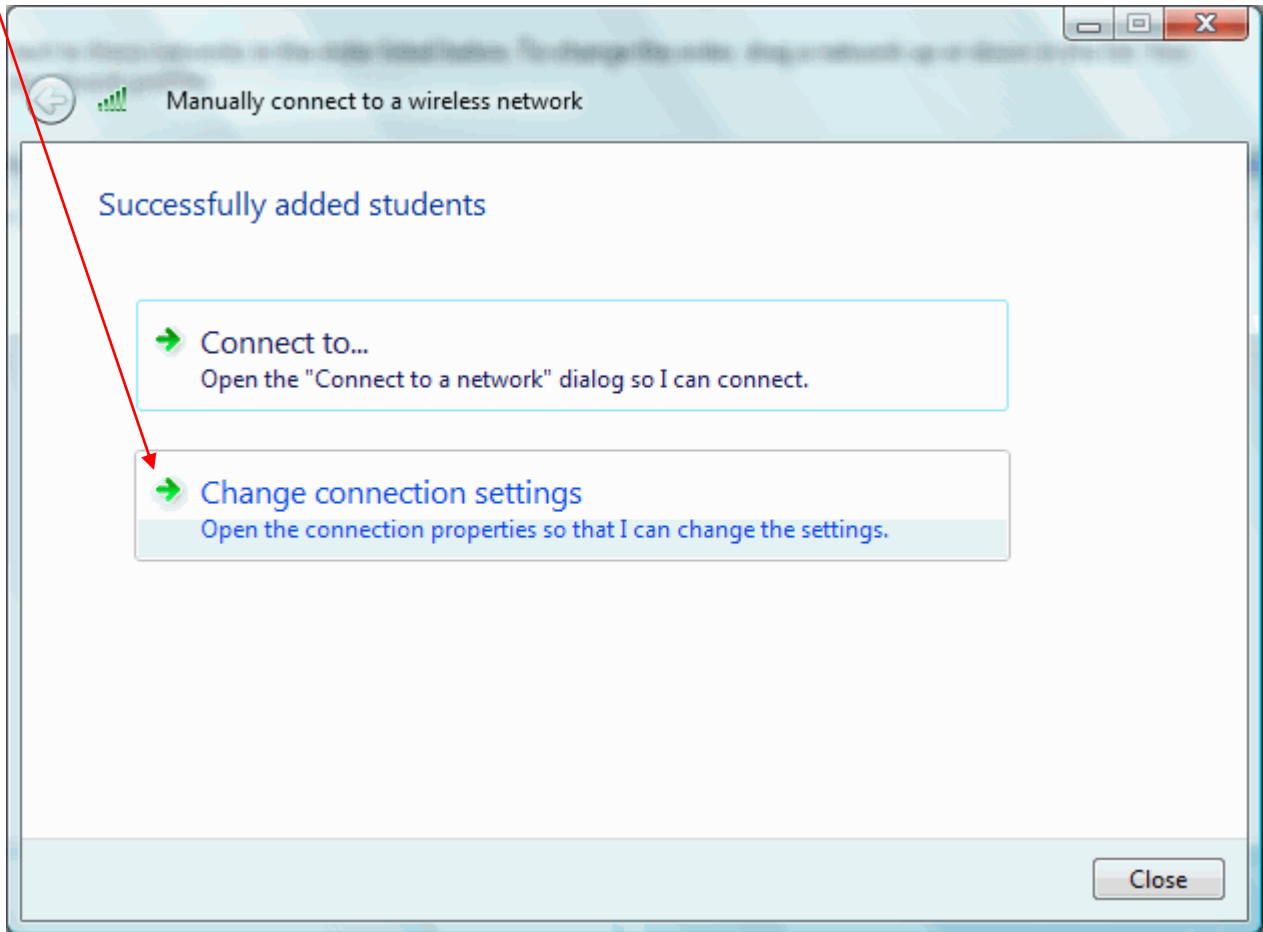 Manually connect to a wireless network
Successfully added students
Connect to...
Open the "Connect to a network" dialog so I can connect.
Change connection settings
Open the connection properties so that I can change the settings.
Close